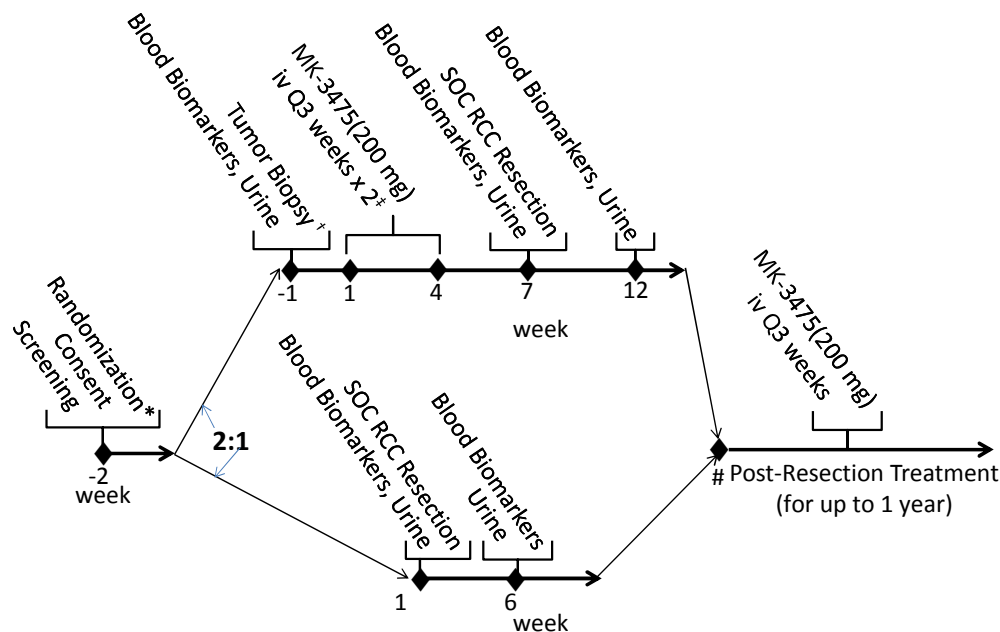 Blood Biomarkers, Urine
Tumor Biopsy†
MK-3475(200 mg)
iv Q3 weeks x 2‡
Blood Biomarkers, Urine
SOC RCC Resection
Blood Biomarkers, Urine
-1
1
4
7
12
week
Randomization*
Consent
Screening
-2
week
2:1
Blood Biomarkers, Urine
SOC RCC Resection
Blood Biomarkers
Urine
1
6
week
MK-3475(200 mg)
iv Q3 weeks
# Post-Resection Treatment
(for up to 1 year)